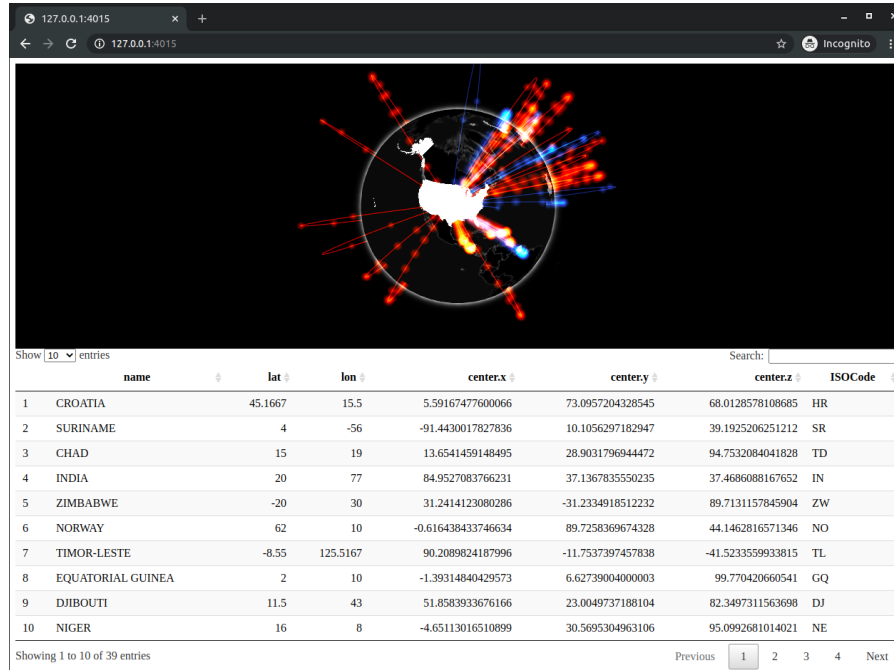 127.0.0.1:4015
127.0.0.1:4015 Incognito
Show 10 entries Search:
name lat lon center.x center.y center.z ISOCode
1 CROATIA 45.1667 15.5 5.59167477600066 73.0957204328545 68.0128578108685 HR
2 SURINAME 4 -56 -91.4430017827836 10.1056297182947 39.1925206251212 SR
3 CHAD 15 19 13.6541459148485 28.9031796944472 94.7532084041828 TD
4 INDIA 20 77 84.9527083766231 37.1367835550235 37.4686088167652 IN
5 ZIMBABWE -20 30 31.2414123080286 -31.2334918512232 89.7131157845904 ZW
6 NORWAY 62 10 -0.616438433746634 89.7258369674328 44.1462816571346 NO
7 TIMOR-LESTE -8.55 125.5167 90.2089824187996 -11.7537397457838 -41.5233559933815 TL
8 EQUATORIAL GUINEA 2 10 -1.39314840429573 6.62739004000003 99.770420660541 GQ
9 DJIBOUTI 11.5 43 51.8583933676166 23.0049737188104 82.3497311563698 DJ
10 NIGER 16 8 -4.65113016510899 30.5695304963106 95.0992681014021 NE
Showing 1 to 10 of 39 entries Previous 1 2 3 4 Next